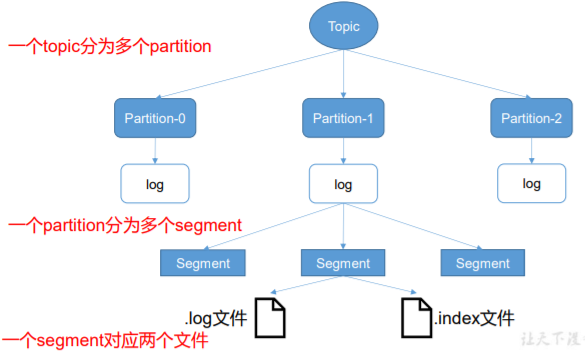 Topic
一个topic分为多个partition
Partition-0 Partition-1 Partition-2
log log log
一个partition分为多个segment
Segment Segment Segment
.log文件 .index文件
一个segment对应两个文件
让天下没